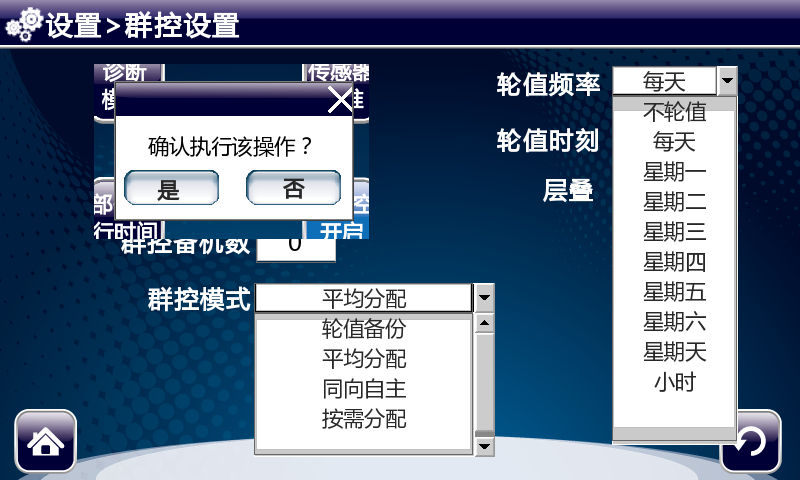 设置>群控设置
诊断
传感器
确认执行该操作？
是
否
行时间
开启
群控备机数
0
群控模式
平均分配
轮值备份
平均分配
同向自主
按需分配
轮值频率
每天
不轮值
每天
星期一
星期二
星期三
星期四
星期五
星期六
星期天
小时
轮值时刻
层叠